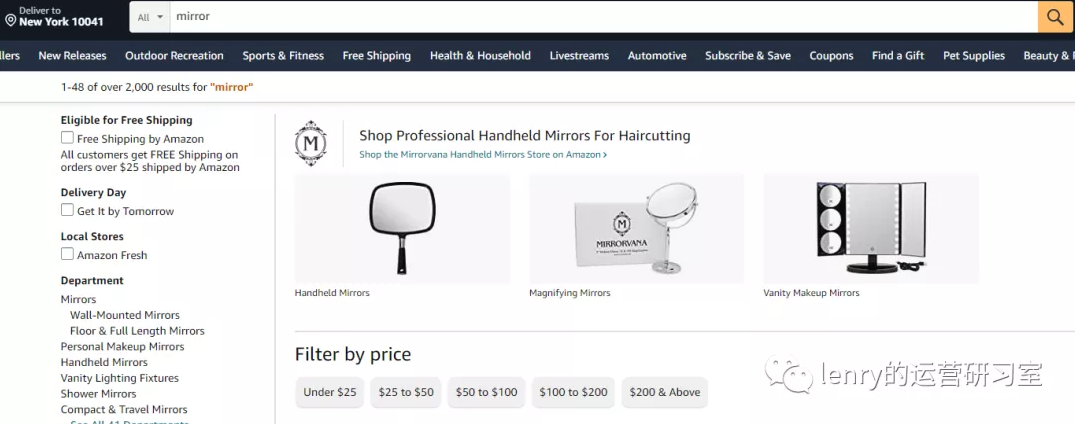 Deliver to
New York 10041
All
mirror
llers New Releases Outdoor Recreation Sports & Fitness Free Shipping Health & Household Livestreams Automotive Subscribe & Save Coupons Find a Gift Pet Supplies Beauty &
1-48 of over 2,000 results for "mirror"
Eligible for Free Shipping
Free Shipping by Amazon
All customers get FREE Shipping on
orders over $25 shipped by Amazon
Delivery Day
Get It by Tomorrow
Local Stores
Amazon Fresh
Department
Mirrors
Wall-Mounted Mirrors
Floor & Full Length Mirrors
Personal Makeup Mirrors
Handheld Mirrors
Vanity Lighting Fixtures
Shower Mirrors
Compact & Travel Mirrors
See All 41 Departments
M
Shop Professional Handheld Mirrors For Haircutting
Shop the Mirrorvana Handheld Mirrors Store on Amazon ›
M
MIRRORVANA
Handheld Mirrors
Magnifying Mirrors
Vanity Makeup Mirrors
Filter by price
Under $25
$25 to $50
$50 to $100
$100 to $200
$200 & Above
lenry的运营研习室